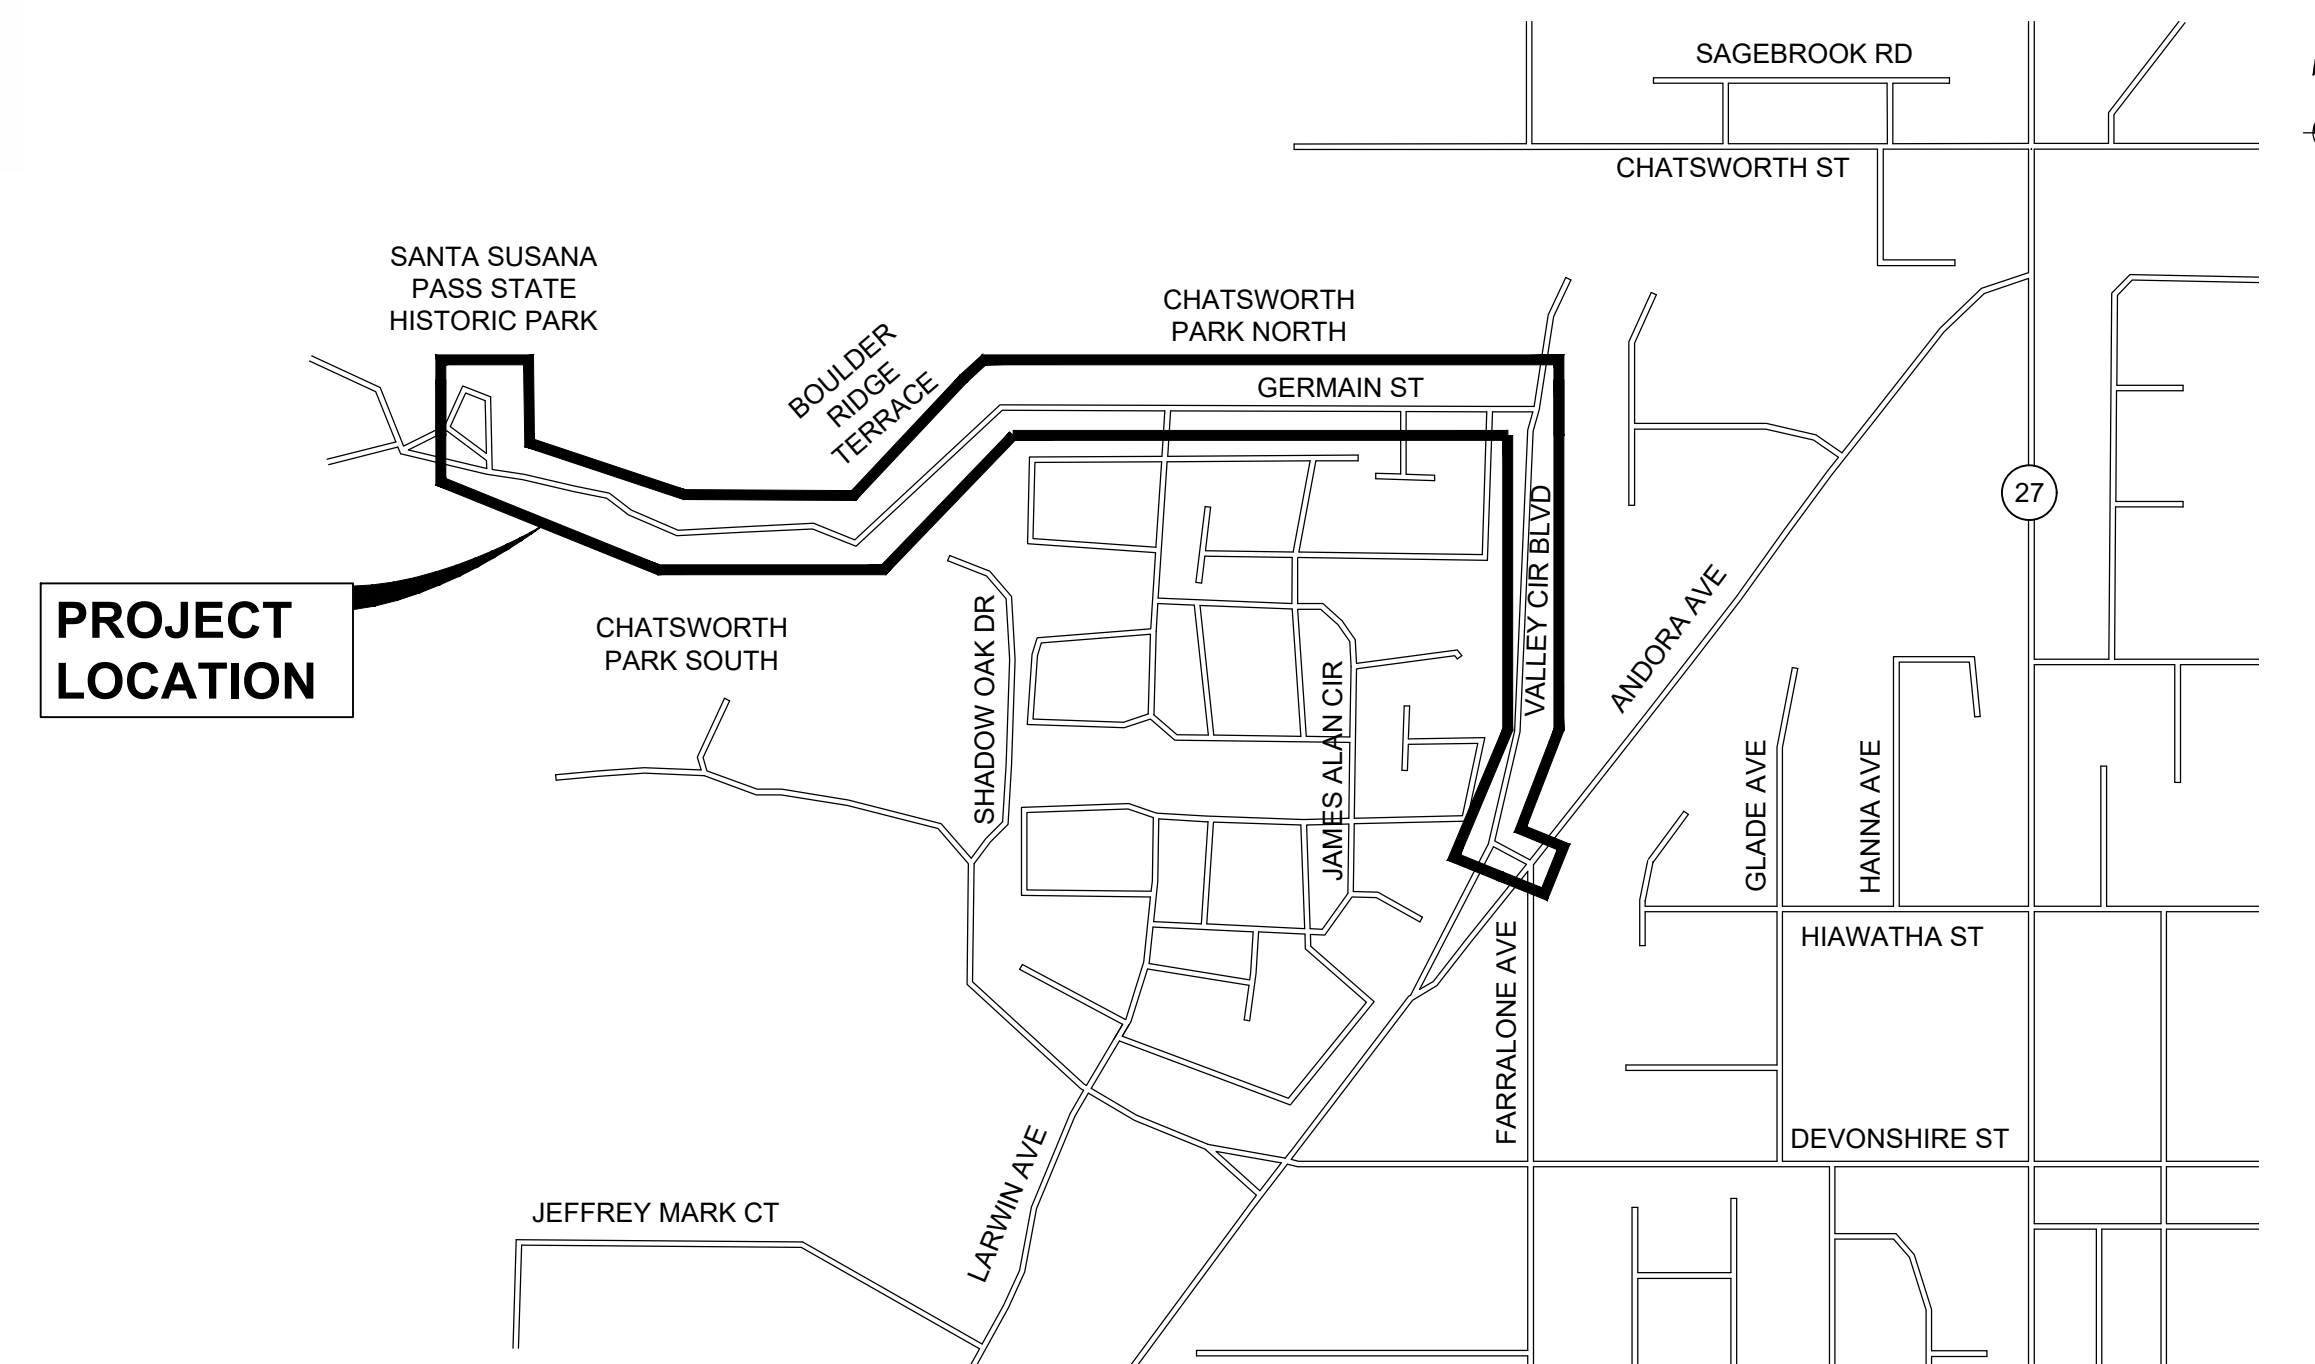 SAGEBROOK RD
CHATSWORTH ST
SANTA SUSANA
PASS STATE
HISTORIC PARK
CHATSWORTH
PARK NORTH
BOULDER
RIDGE
TERRACE
GERMAIN ST
27
VALLEY CIR BLVD
ANDORA AVE
PROJECT
LOCATION
CHATSWORTH
PARK SOUTH
SHADOW OAK DR
JAMES ALAN CIR
GLADE AVE
HANNA AVE
HIAWATHA ST
FARRALONE AVE
DEVONSHIRE ST
LARWIN AVE
JEFFREY MARK CT